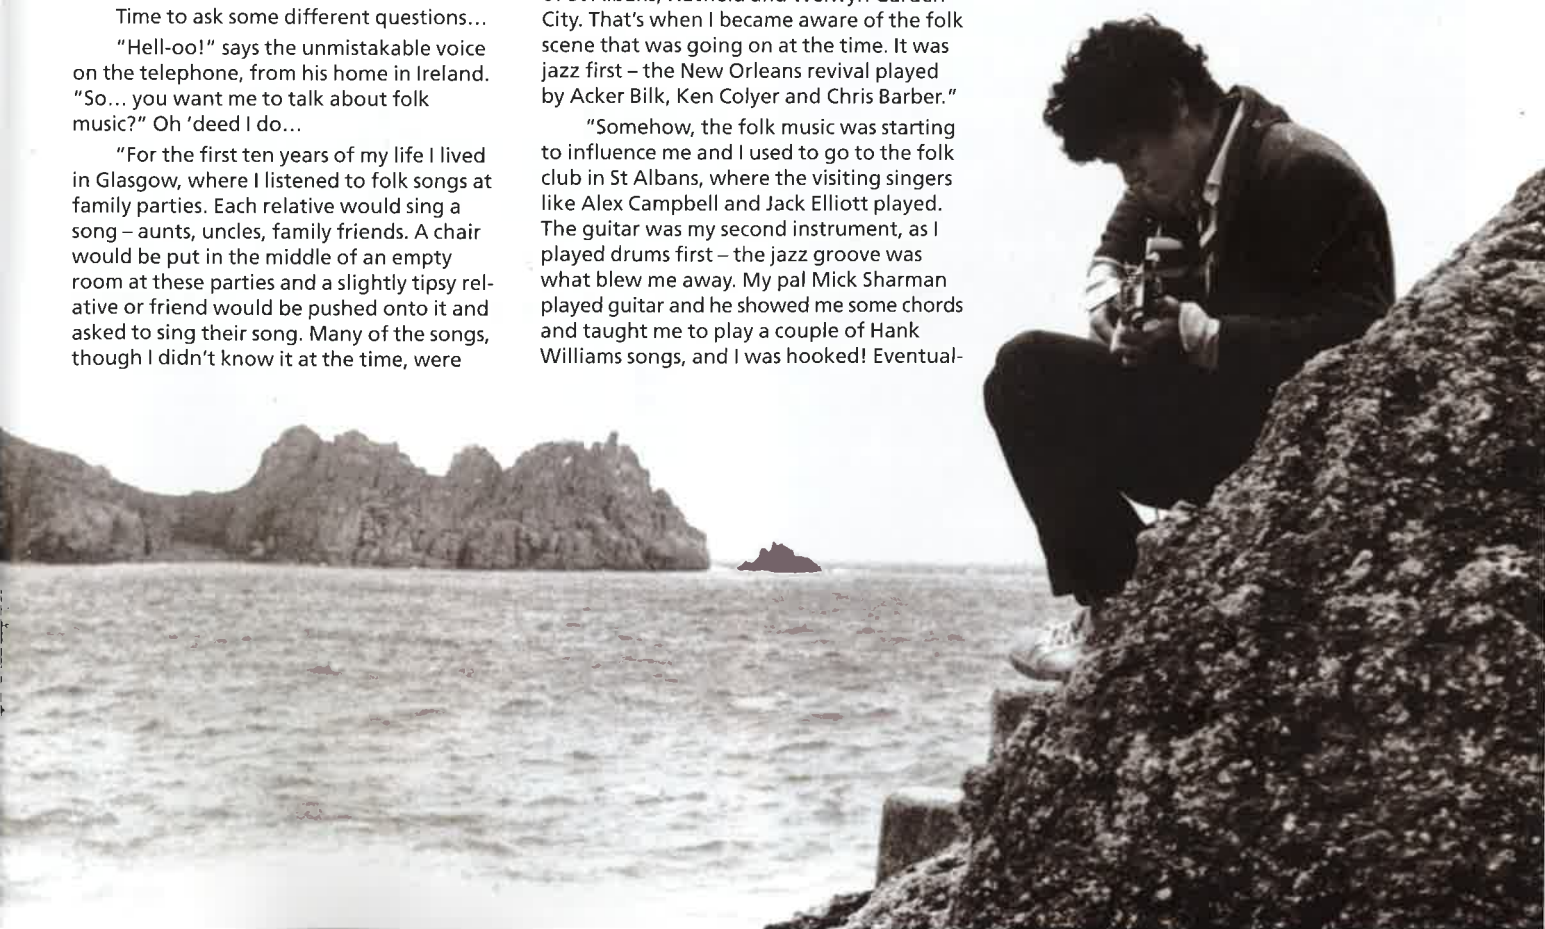 Time to ask some different questions...
"Hell-oo!" says the unmistakable voice
on the telephone, from his home in Ireland.
"So... you want me to talk about folk
music?" Oh 'deed I do...
"For the first ten years of my life I lived
in Glasgow, where I listened to folk songs at
family parties. Each relative would sing a
song – aunts, uncles, family friends. A chair
would be put in the middle of an empty
room at these parties and a slightly tipsy rel-
ative or friend would be pushed onto it and
asked to sing their song. Many of the songs,
though I didn't know it at the time, were
City. That's when I became aware of the folk
scene that was going on at the time. It was
jazz first – the New Orleans revival played
by Acker Bilk, Ken Colyer and Chris Barber."
"Somehow, the folk music was starting
to influence me and I used to go to the folk
club in St Albans, where the visiting singers
like Alex Campbell and Jack Elliott played.
The guitar was my second instrument, as I
played drums first – the jazz groove was
what blew me away. My pal Mick Sharman
played guitar and he showed me some chords
and taught me to play a couple of Hank
Williams songs, and I was hooked! Eventual-